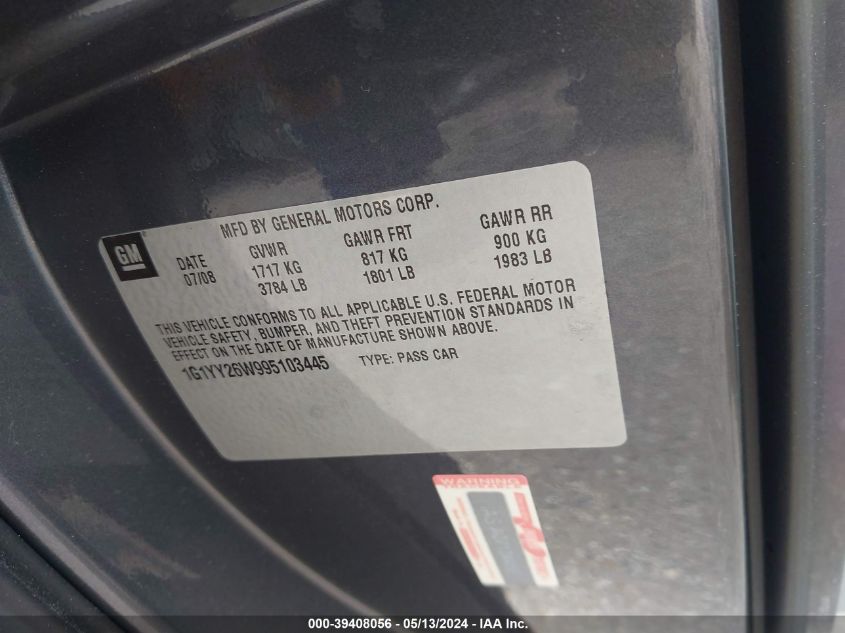 MFD BY GENERAL MOTORS CORP.
GM
DATE GVWR GAWR FRT GAWR RR
07/08 1717 KG 817 KG 900 KG
3784 LB 1801 LB 1983 LB
THIS VEHICLE CONFORMS TO ALL APPLICABLE U.S. FEDERAL MOTOR
VEHICLE SAFETY, BUMPER, AND THEFT PREVENTION STANDARDS IN
EFFECT ON THE DATE OF MANUFACTURE SHOWN ABOVE.
1G1YY26W995103445 TYPE: PASS CAR
WARNING
000-39408056 - 05/13/2024 - IAA Inc.